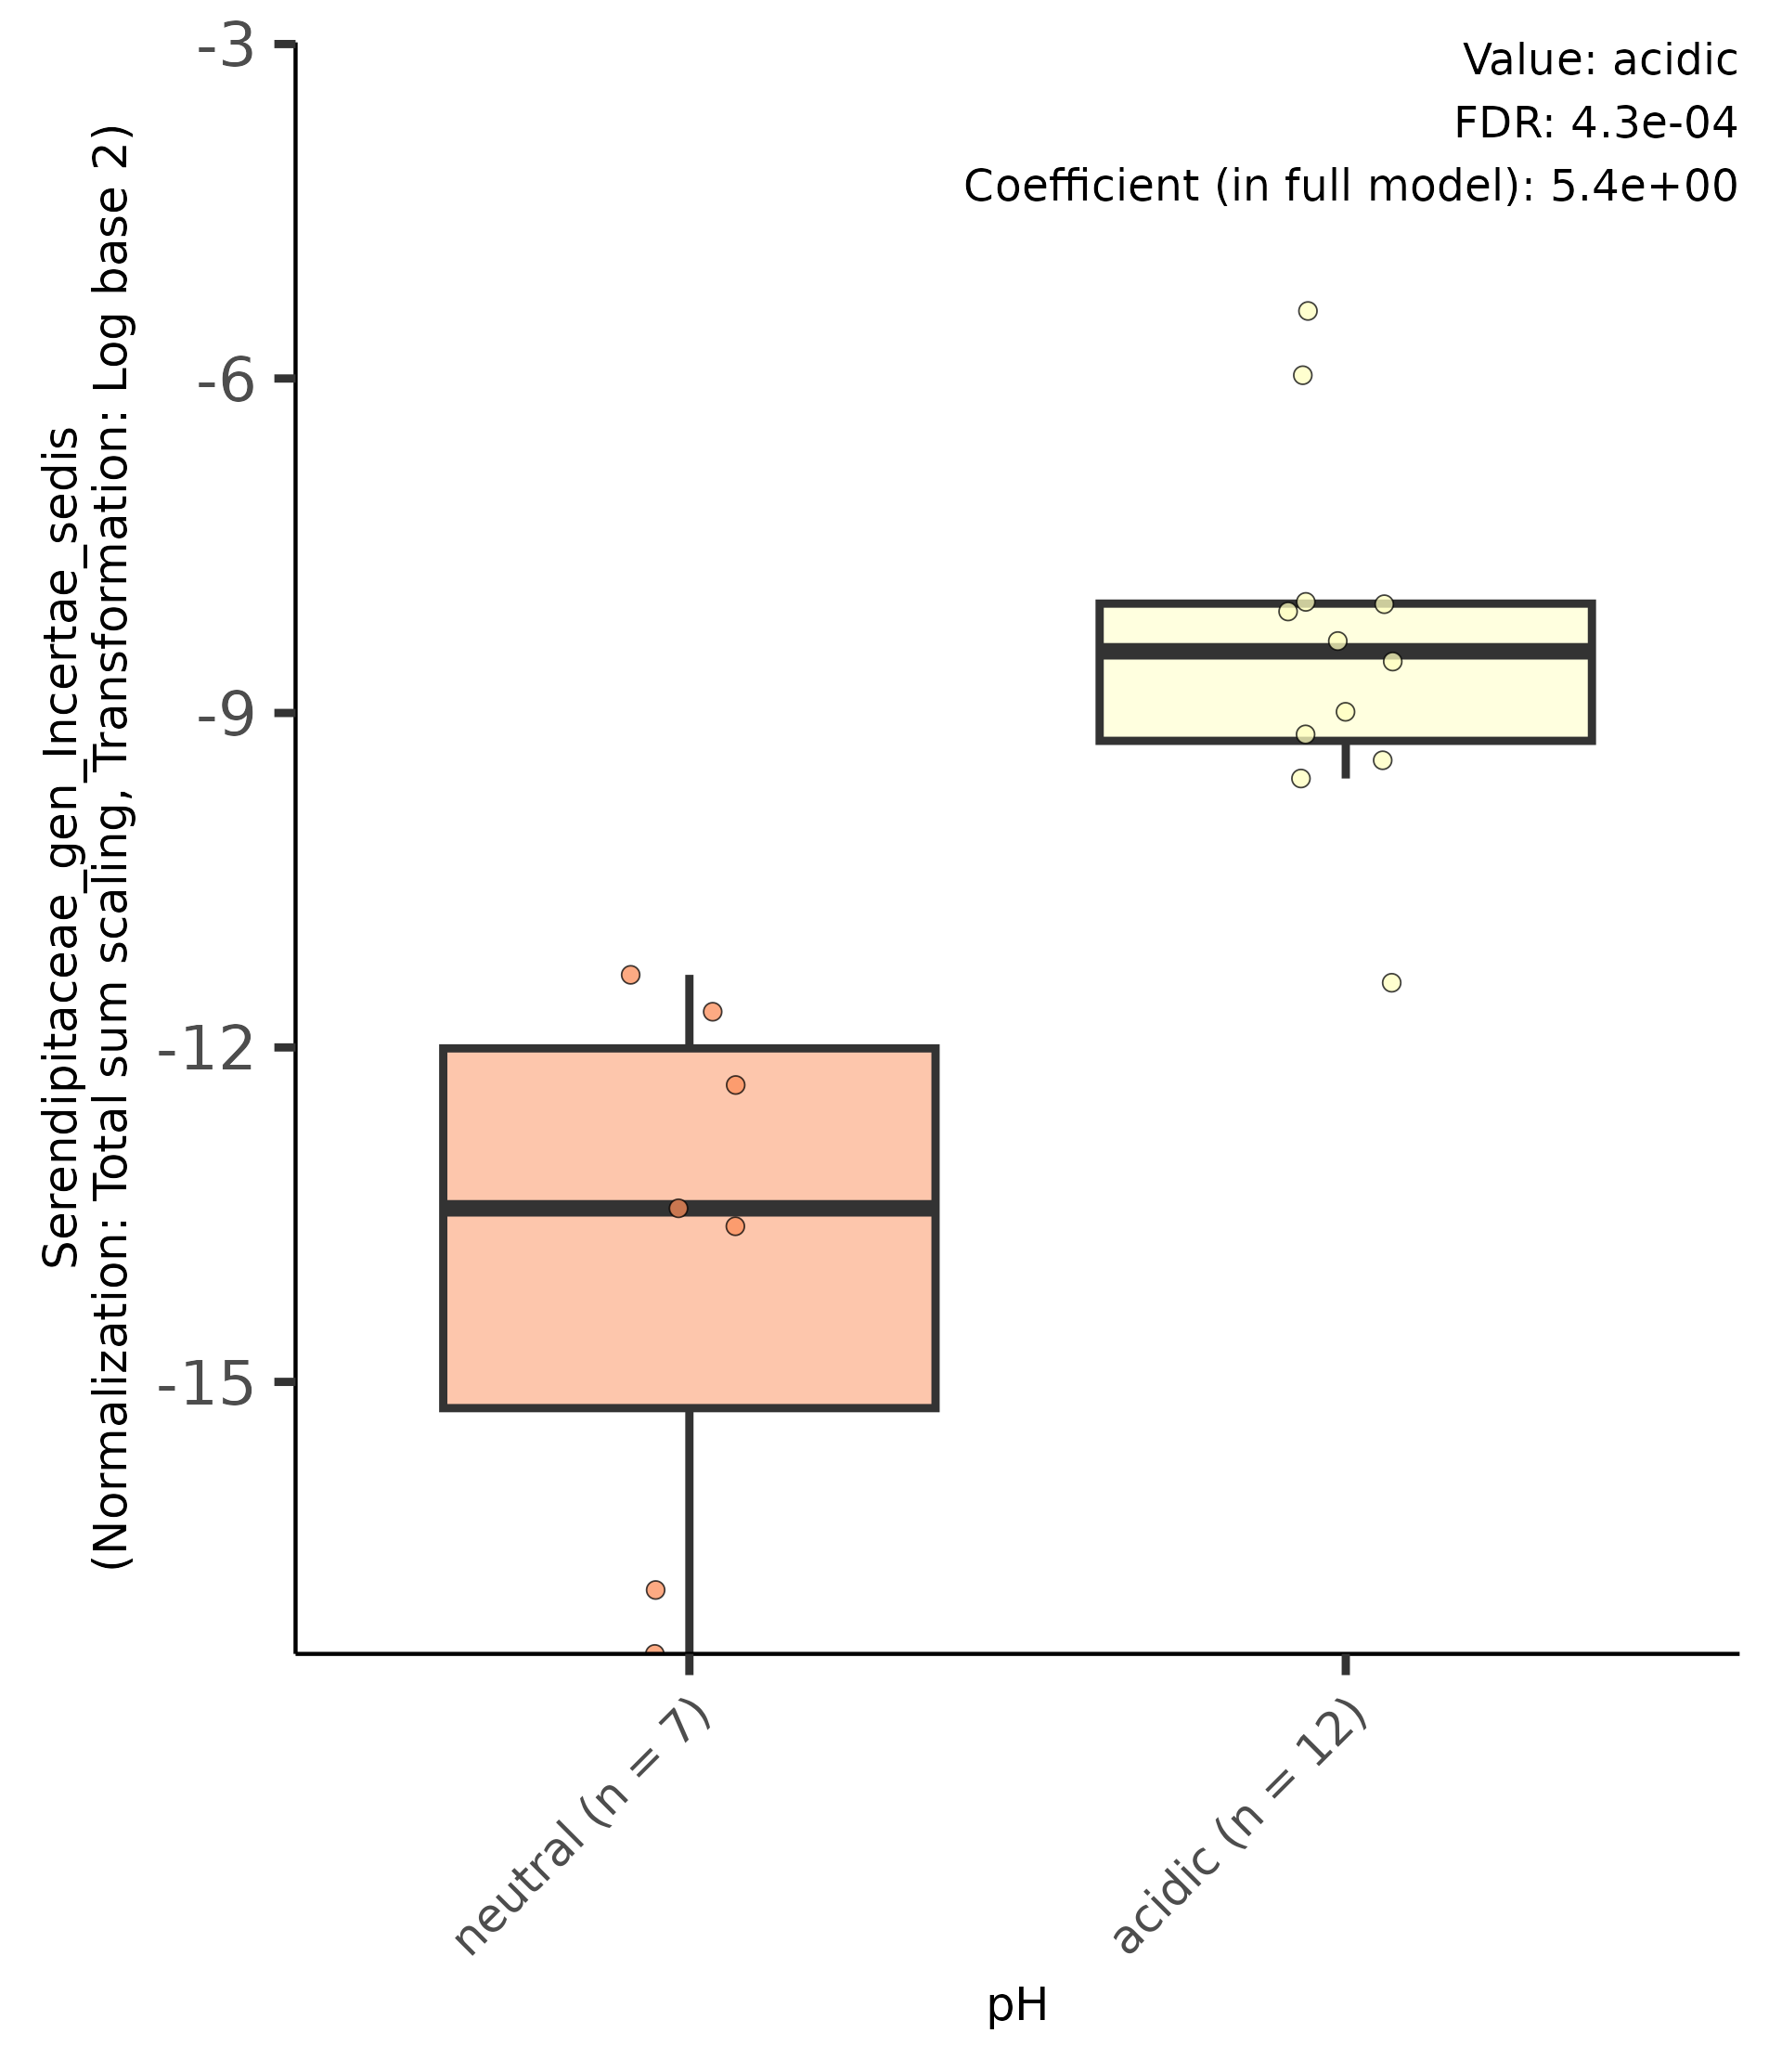 Value: acidic
FDR: 4.3e-04
Coefficient (in full model): 5.4e+00
Serendipitaceae_gen_Incertae_sedis
(Normalization: Total sum scaling, Transformation: Log base 2)
-3
-6
-9
-12
-15
neutral (n = 7)
acidic (n = 12)
pH